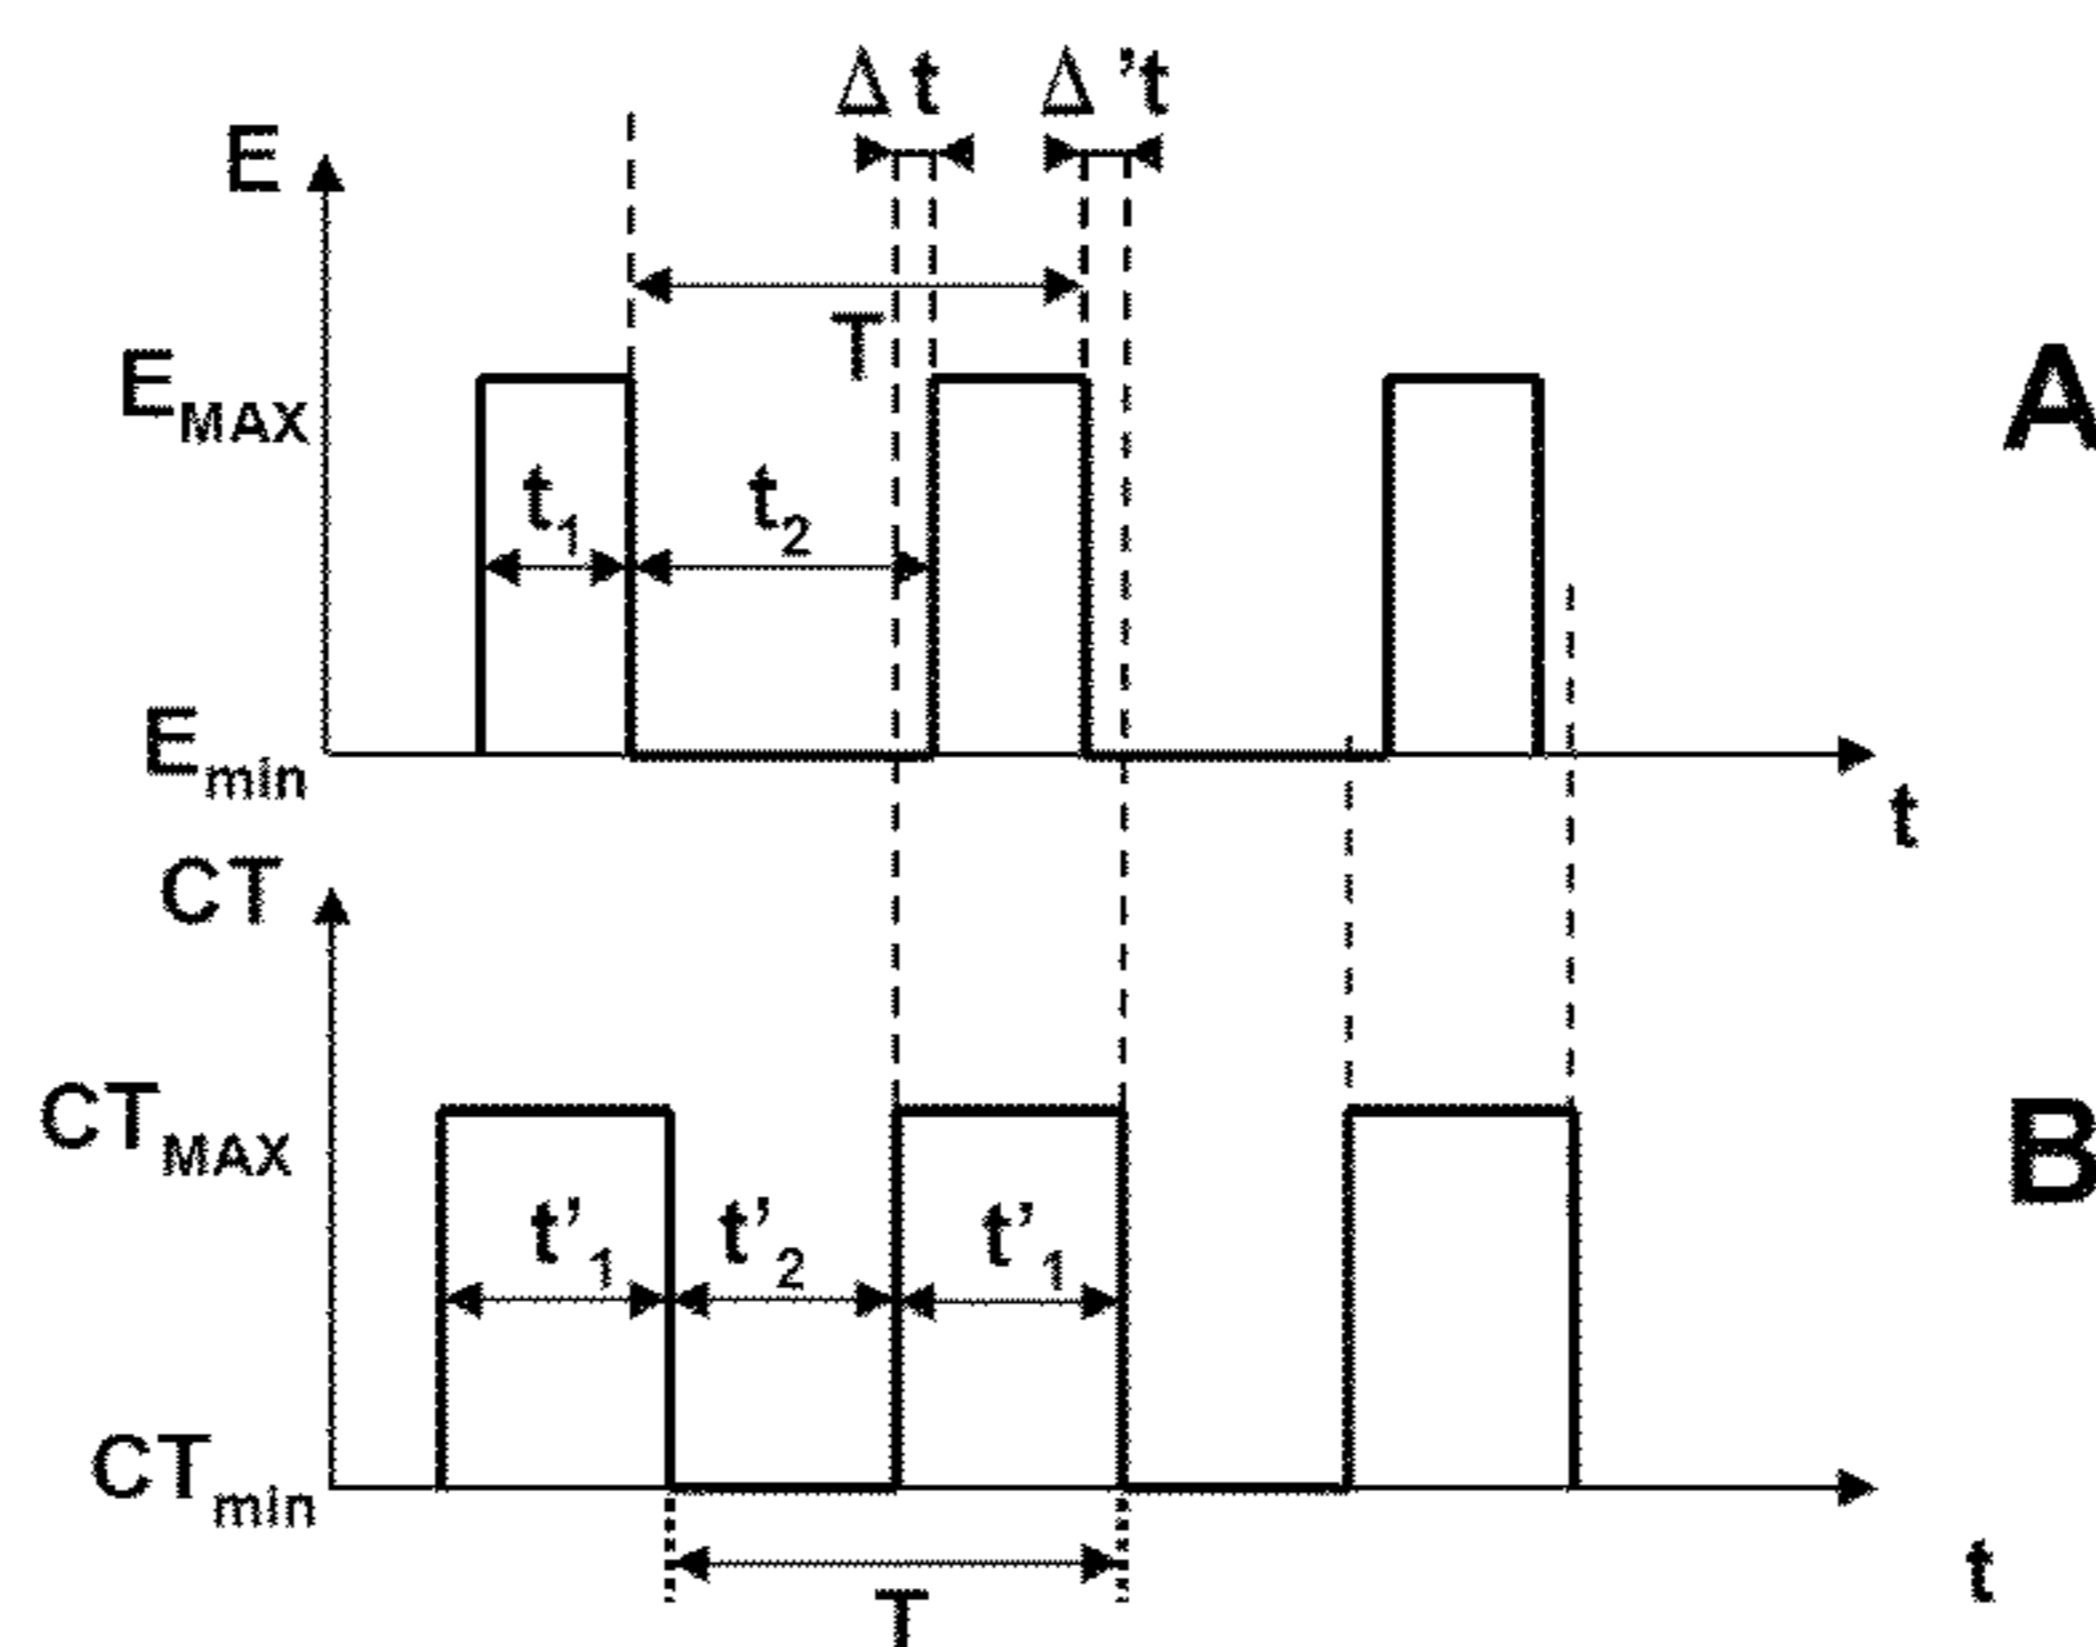 Δt Δ't
E
T
E_MAX
A
t_1 t_2
E_min
t
CT
CT_MAX
B
t'_1 t'_2 t'_1
CT_min
t
T